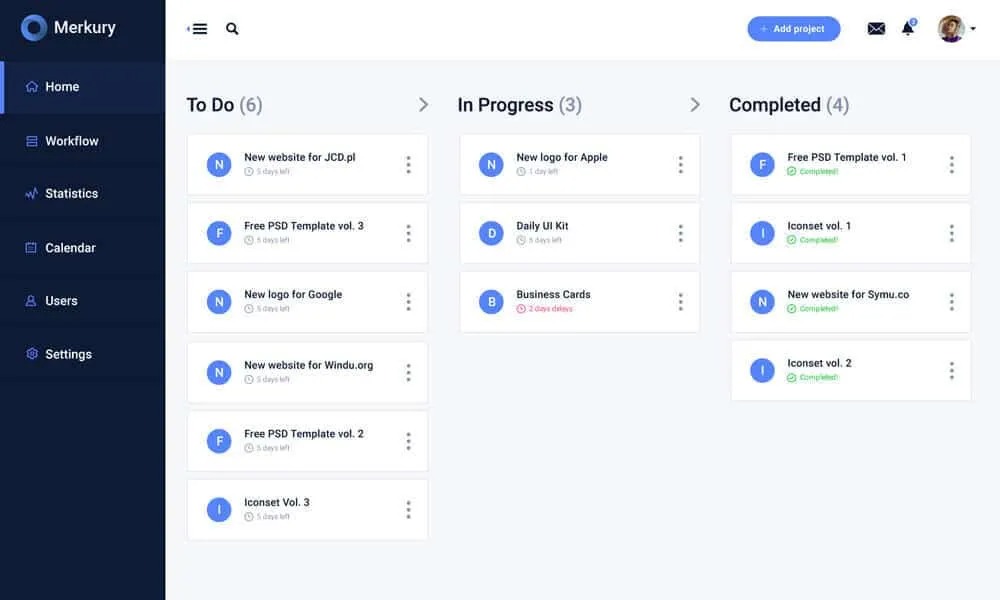 Merkury
Add project
2
Home
Workflow
Statistics
Calendar
Users
Settings
To Do (6)
N
New website for JCD.pl
5 days left
F
Free PSD Template vol. 3
5 days left
N
New logo for Google
5 days left
N
New website for Windu.org
5 days left
F
Free PSD Template vol. 2
5 days left
I
Iconset Vol. 3
5 days left
In Progress (3)
N
New logo for Apple
1 day left
D
Daily UI Kit
5 days left
B
Business Cards
2 days delays
Completed (4)
F
Free PSD Template vol. 1
Completed!
I
Iconset vol. 1
Completed!
N
New website for Symu.co
Completed!
I
Iconset vol. 2
Completed!